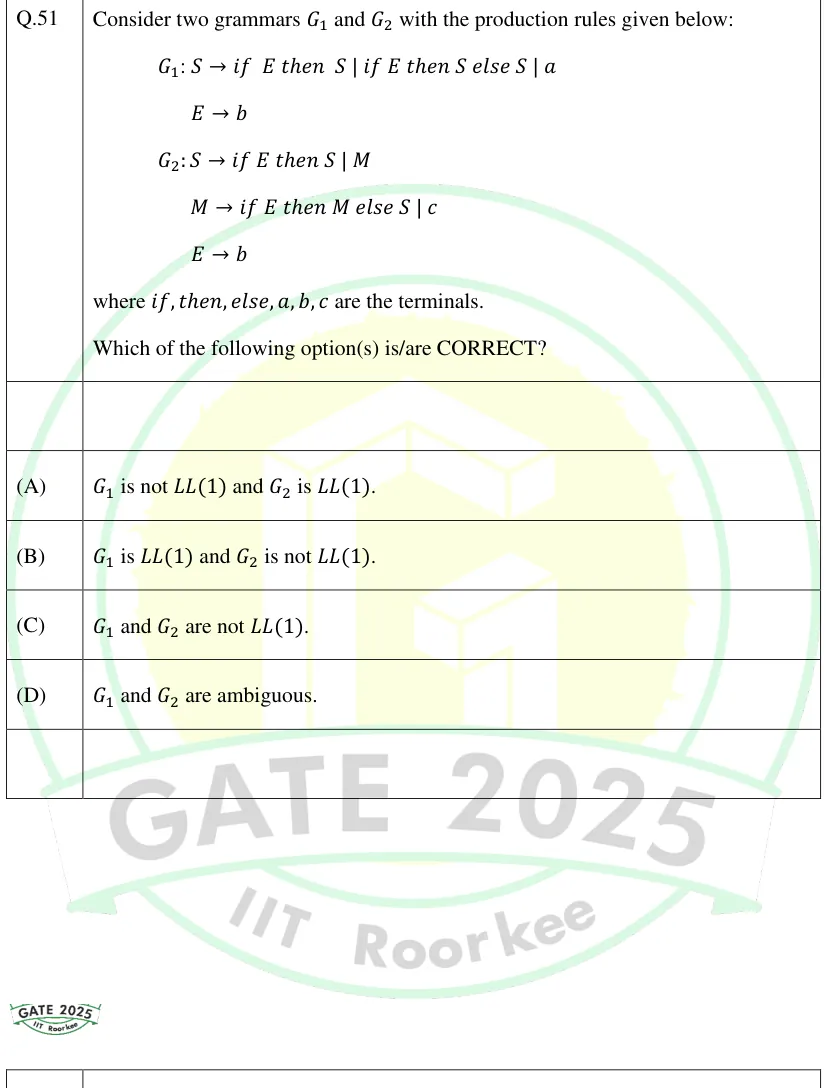 Q.51 Consider two grammars G₁ and G₂ with the production rules given below:
G₁: S → if E then S | if E then S else S | a
E → b
G₂: S → if E then S | M
M → if E then M else S | c
E → b
where if, then, else, a, b, c are the terminals.
Which of the following option(s) is/are CORRECT?
(A) G₁ is not LL(1) and G₂ is LL(1).
(B) G₁ is LL(1) and G₂ is not LL(1).
(C) G₁ and G₂ are not LL(1).
(D) G₁ and G₂ are ambiguous.
GATE 2025
IIT Roorkee
GATE 2025
IIT Roorkee